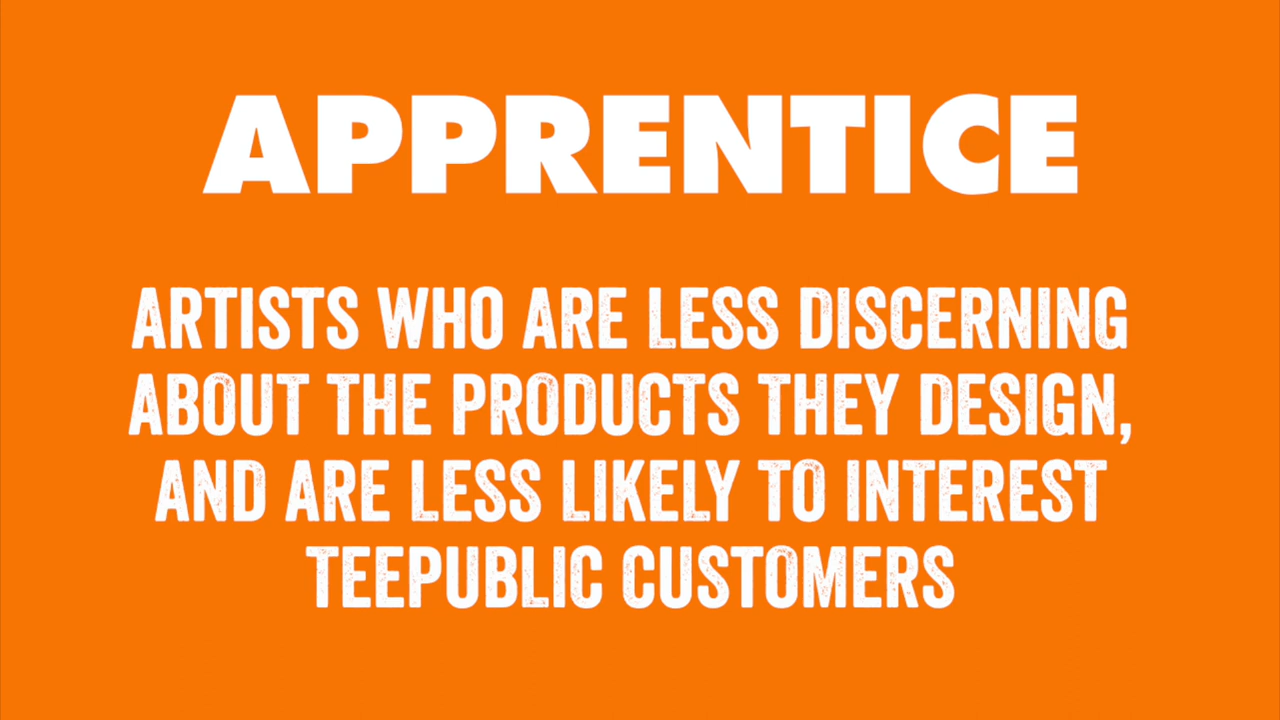 APPRENTICE
ARTISTS WHO ARE LESS DISCERNING
ABOUT THE PRODUCTS THEY DESIGN,
AND ARE LESS LIKELY TO INTEREST
TEEPUBLIC CUSTOMERS